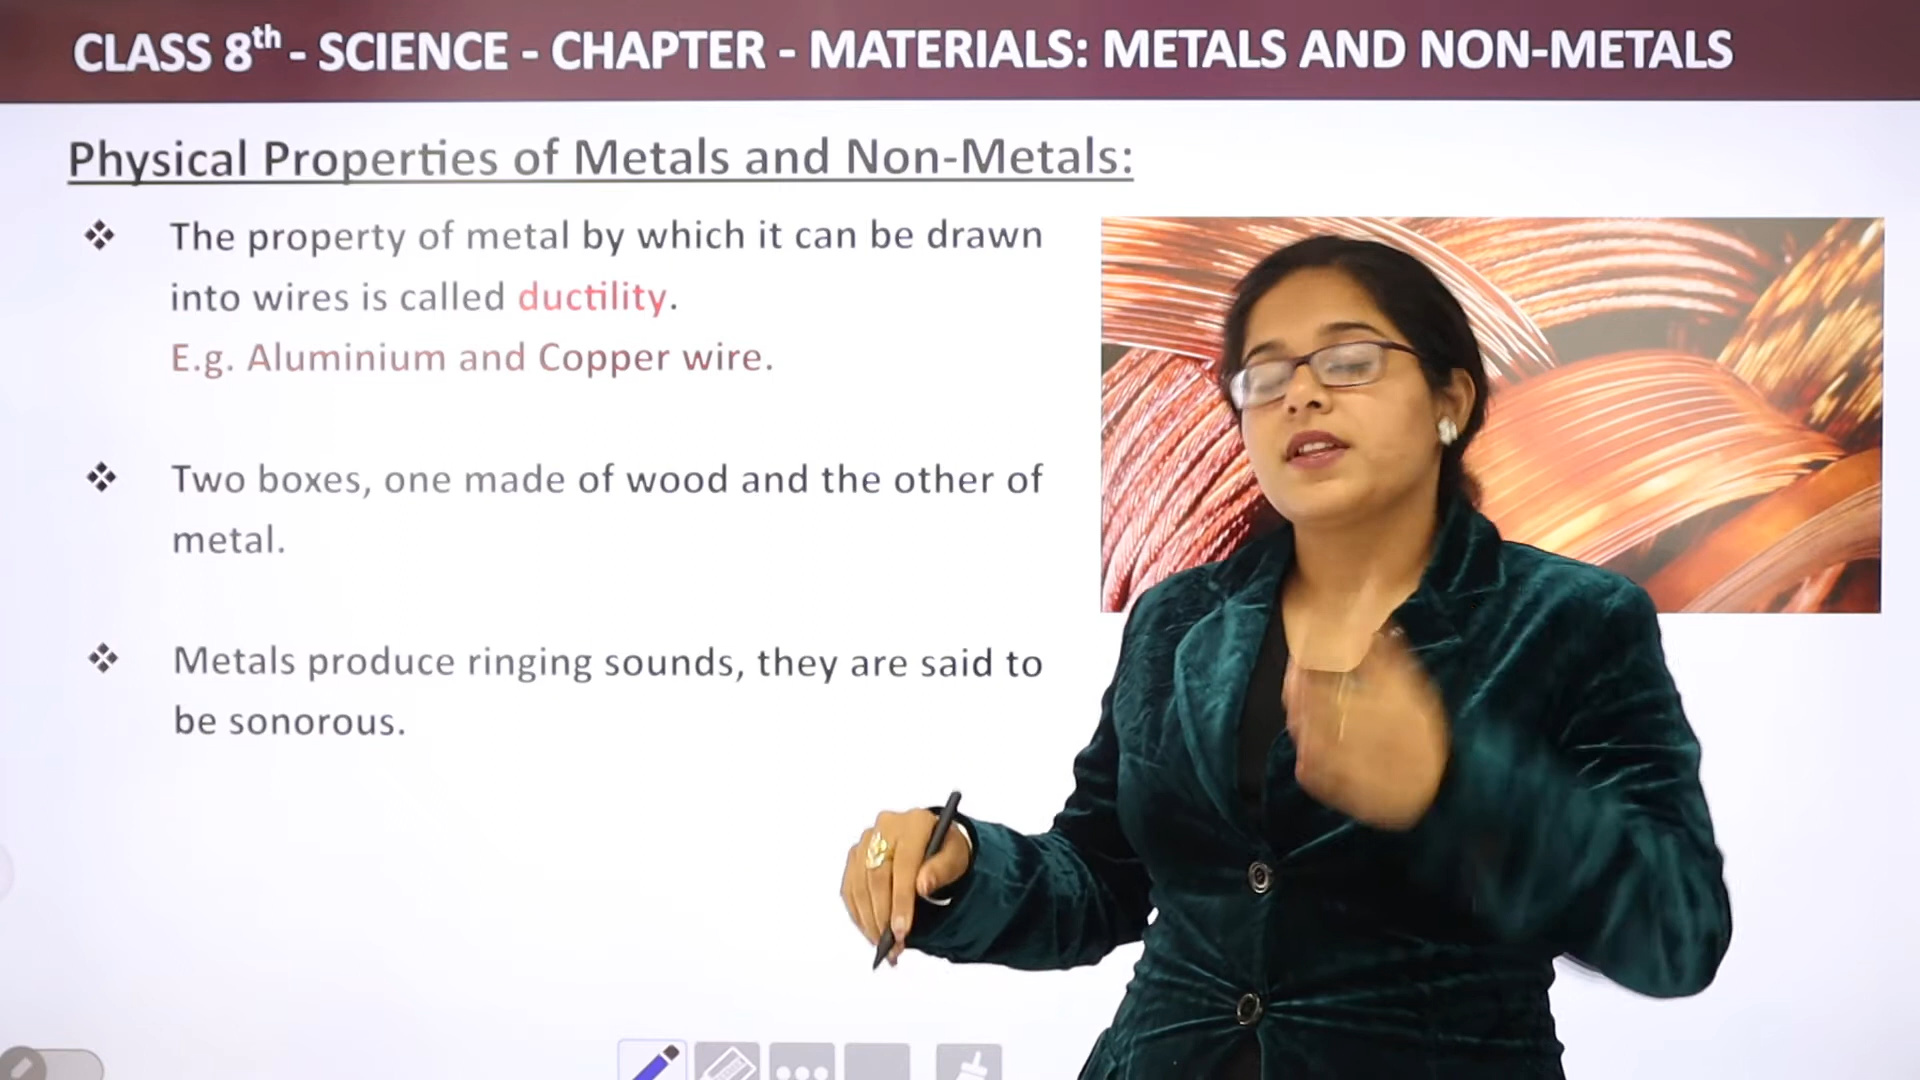 CLASS 8th - SCIENCE - CHAPTER - MATERIALS: METALS AND NON-METALS
Physical Properties of Metals and Non-Metals:
❖ The property of metal by which it can be drawn
into wires is called ductility.
E.g. Aluminium and Copper wire.
❖ Two boxes, one made of wood and the other of
metal.
❖ Metals produce ringing sounds, they are said to
be sonorous.